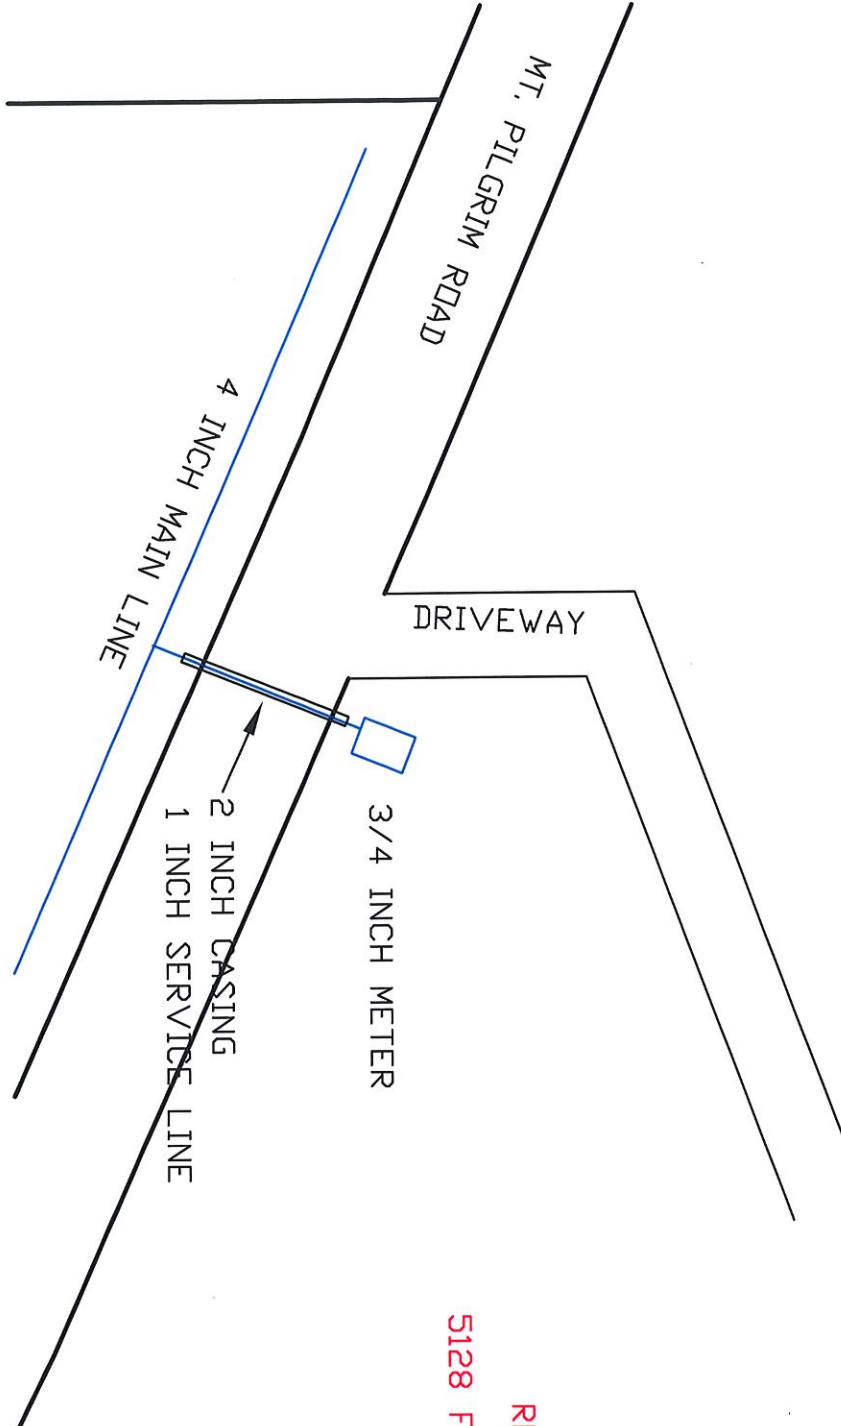 MT. PILGRIM ROAD
4 INCH MAIN LINE
DRIVEWAY
3/4 INCH METER
2 INCH CASING
1 INCH SERVICE LINE
5128